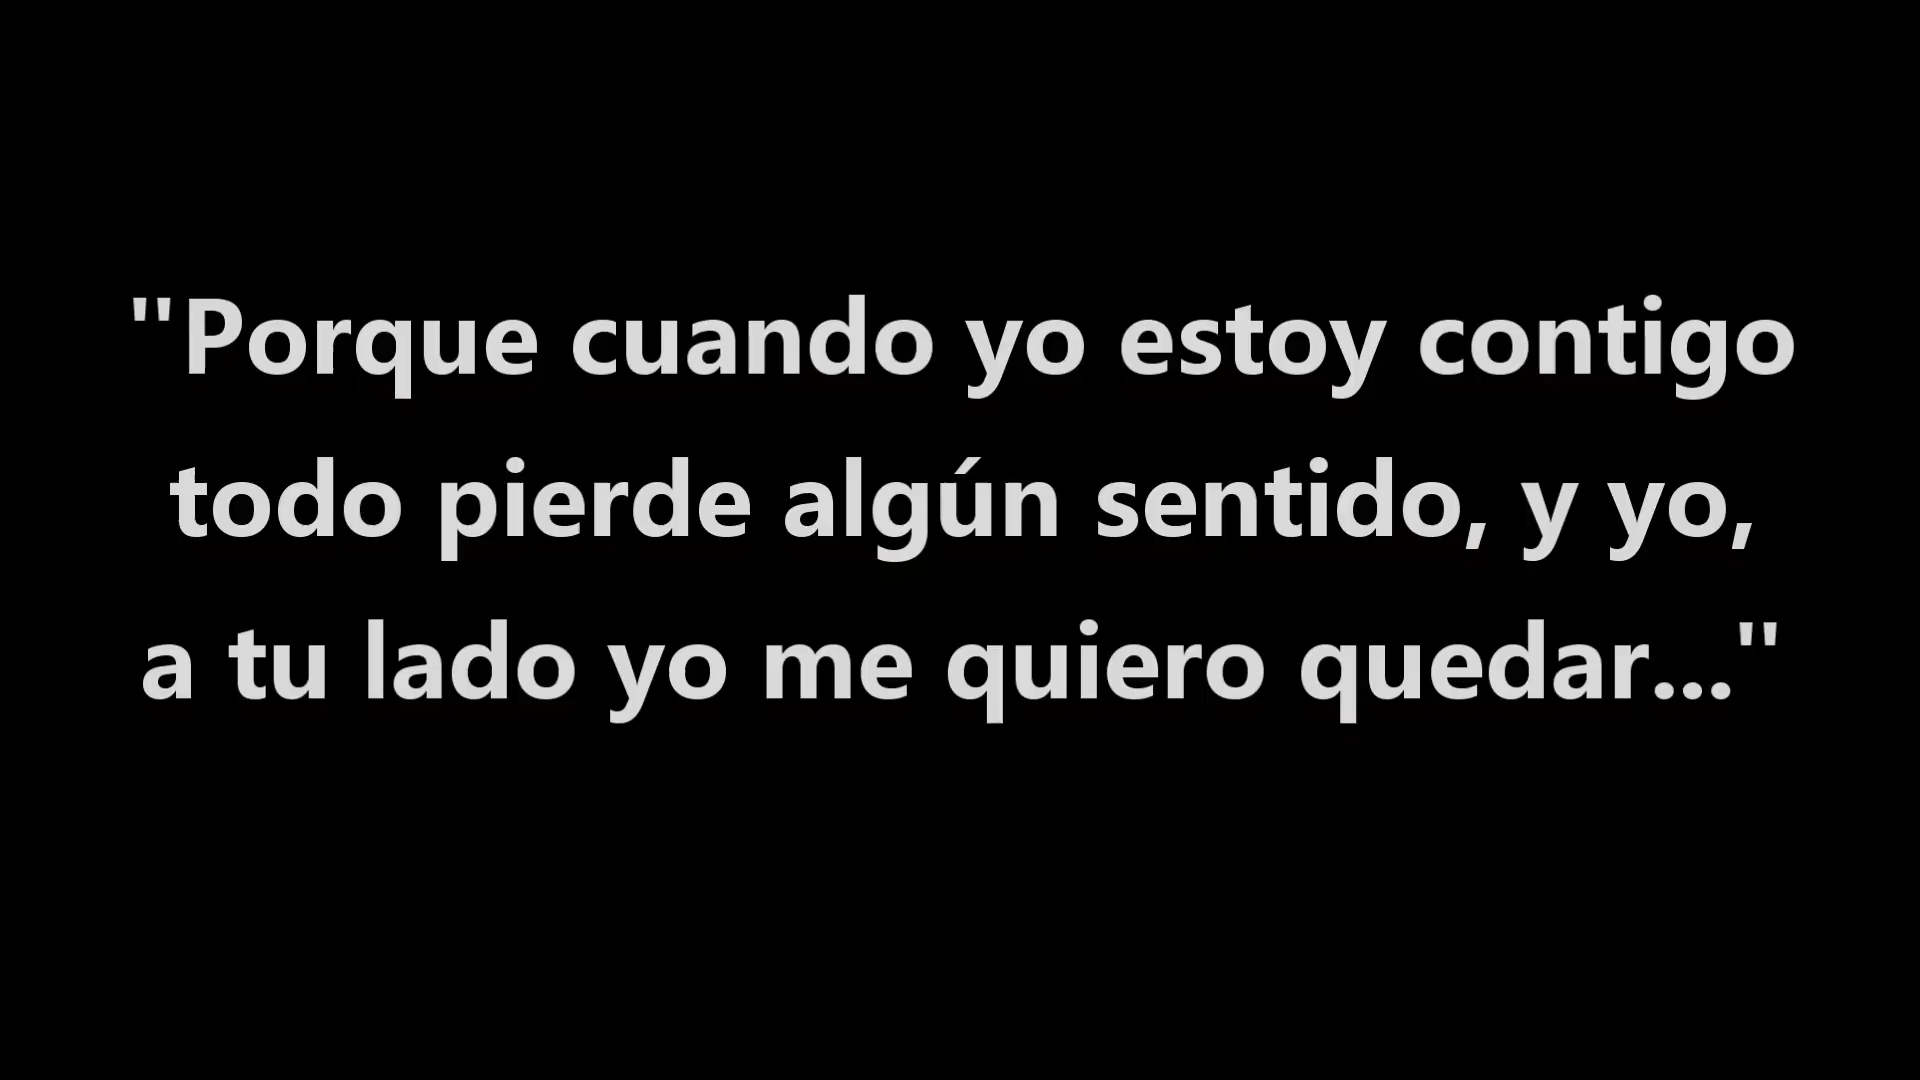 "Porque cuando yo estoy contigo
todo pierde algún sentido, y yo,
a tu lado yo me quiero quedar..."